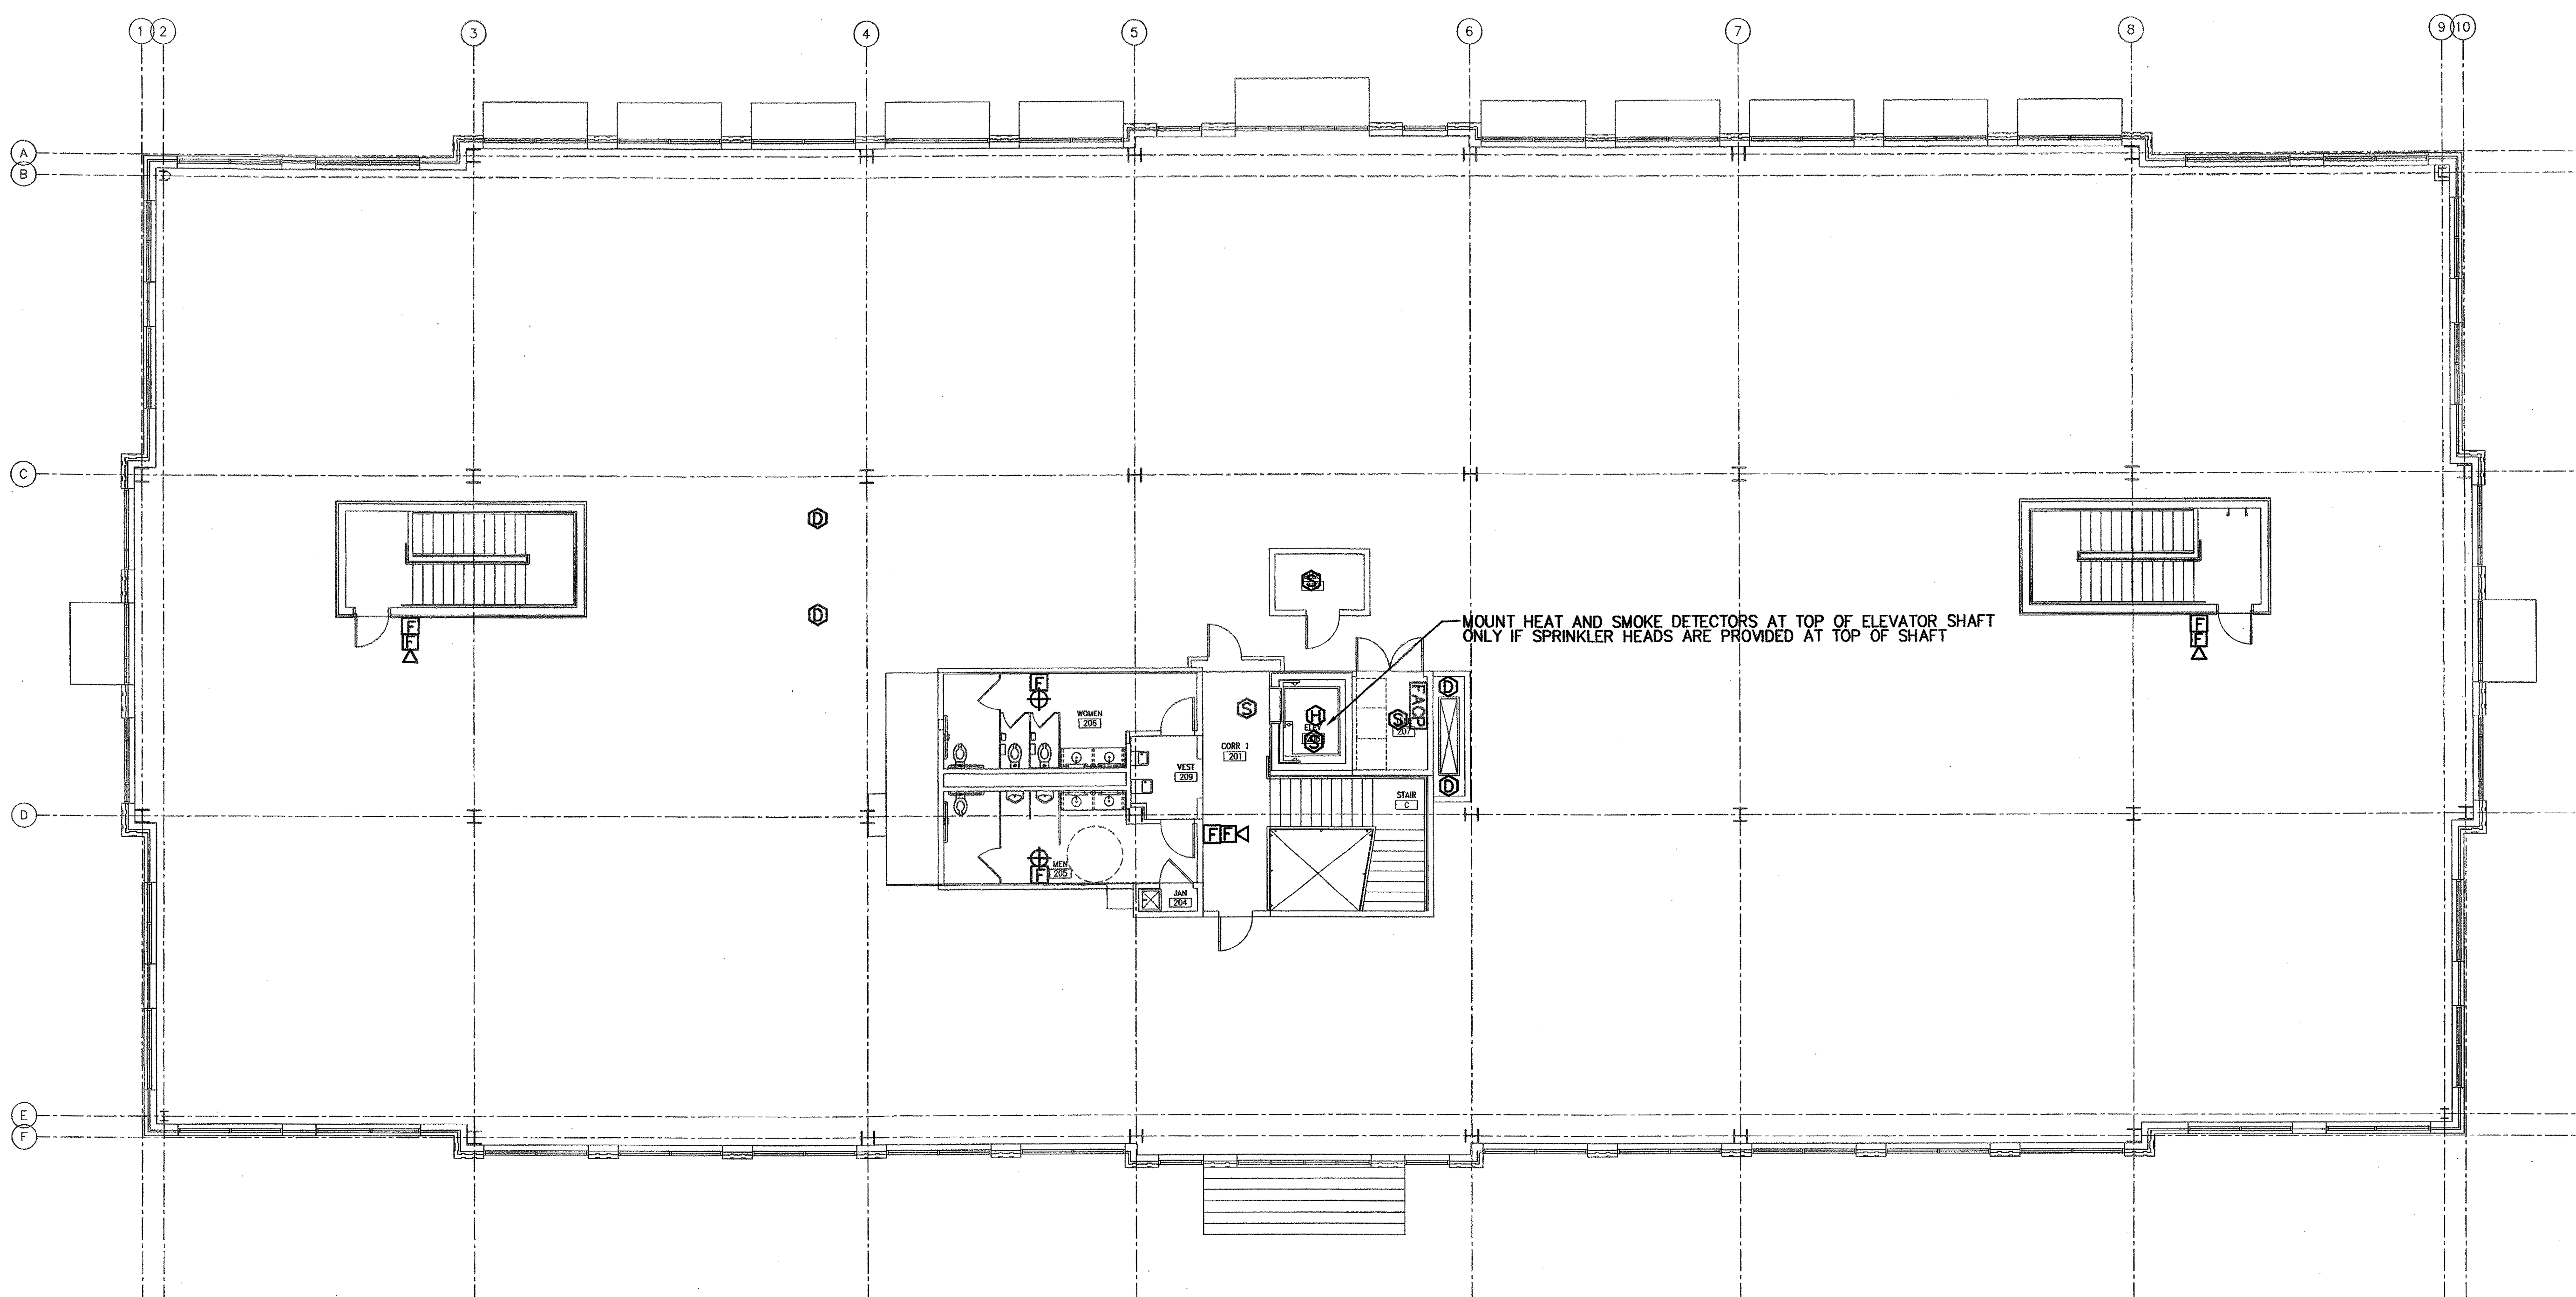 1 2 3 4 5 6 7 8 9 10
A
B
C
D
D
S
MOUNT HEAT AND SMOKE DETECTORS AT TOP OF ELEVATOR SHAFT
ONLY IF SPRINKLER HEADS ARE PROVIDED AT TOP OF SHAFT
F
F
F
F
F
WOMEN
206
S
H
S
S
207
FACP
D
CORR 1
201
VEST
209
D
STAIR
C
D
F F
MEN
205
F
JAN
204
E
F